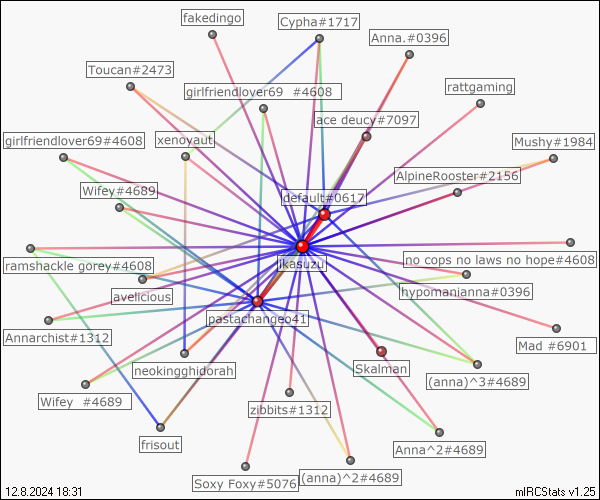 fakedingo
Cypha#1717
Anna.#0396
Toucan#2473
rattgaming
girlfriendlover69 #4608
ace deucy#7097
girlfriendlover69#4608
xenoyaut
Mushy#1984
AlpineRooster#2156
Wifey#4689
default#0617
ikasuzu
no cops no laws no hope#4608
ramshackle gorey#4608
hypomanianna#0396
avelicious
pastachangeo41
Annarchist#1312
Mad #6901
neokingghidorah
Skalman
(anna)^3#4689
Wifey #4689
zibbits#1312
frisout
Anna^2#4689
Soxy Foxy#5076
(anna)^2#4689
12.8.2024 18:31
mIRCStats v1.25